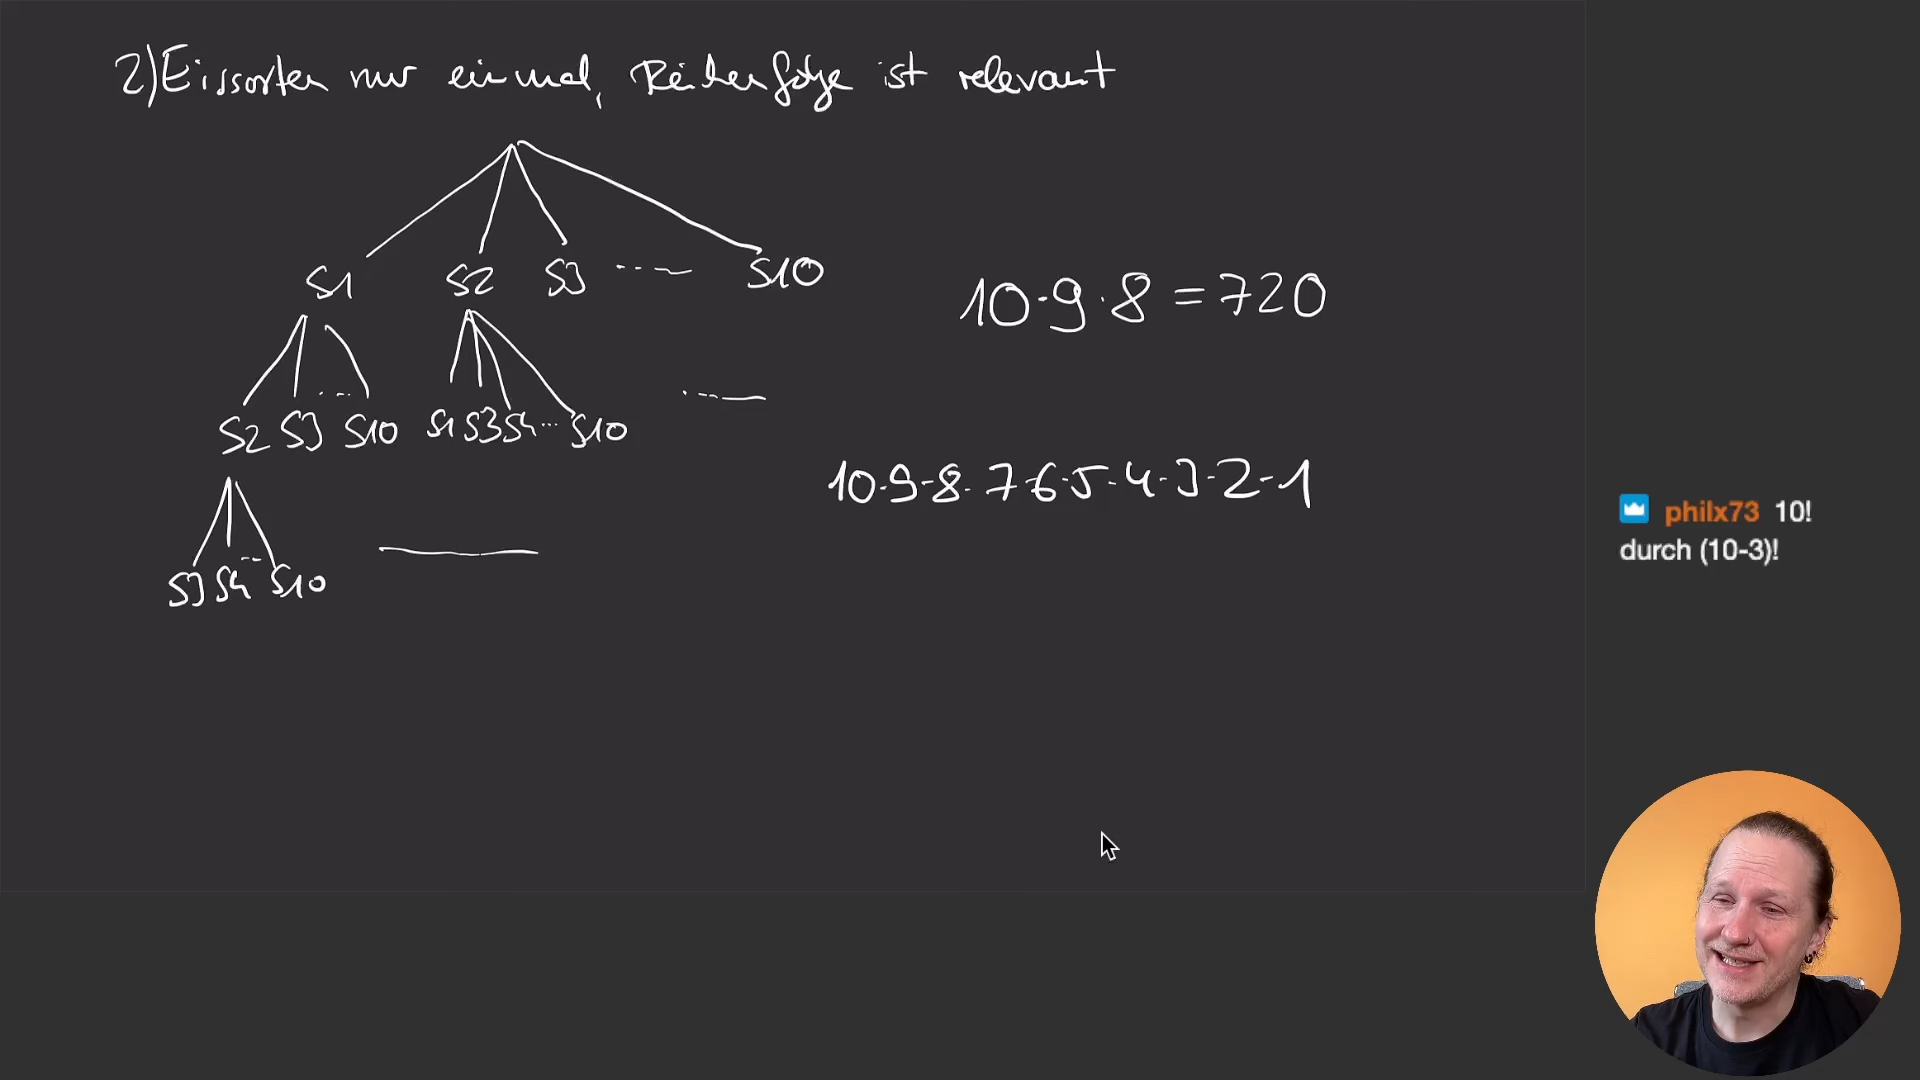 2) Eissorten nur einmal, Reihenfolge ist relevant
S1 S2 S3 ... S10
10·9·8 = 720
S2 S3 S10 S1 S3 S4 ... S10
10·9·8·7·6·5·4·3·2·1
S3 S4 S10
philx73 10!
durch (10-3)!